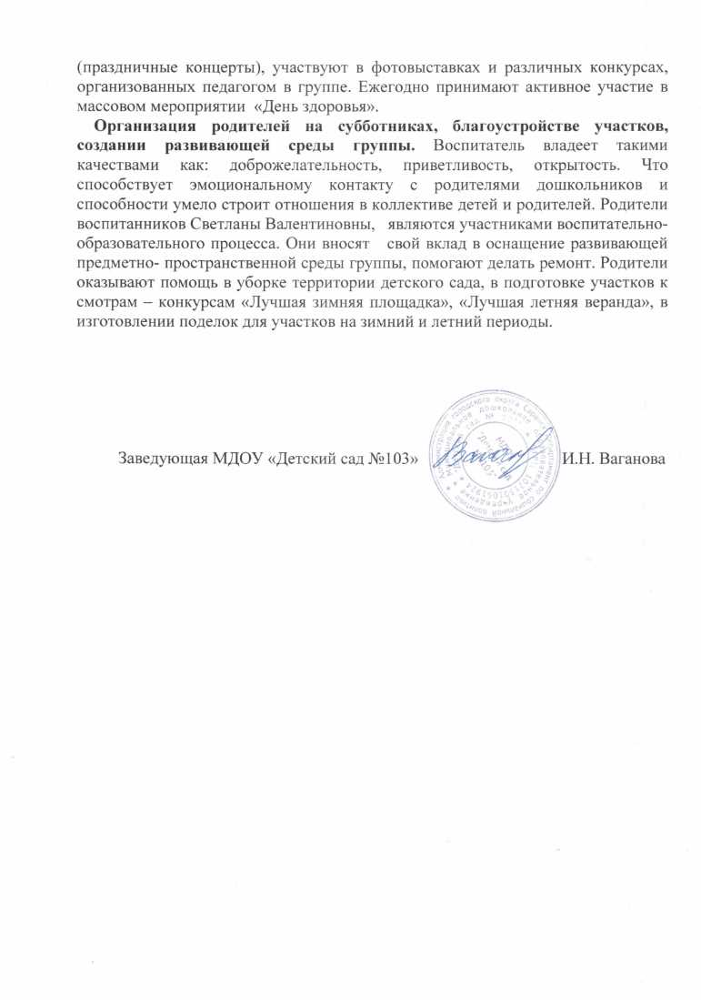 (праздничные концерты), участвуют в фотовыставках и различных конкурсах,
организованных педагогом в группе. Ежегодно принимают активное участие в
массовом мероприятии «День здоровья».
Организация родителей на субботниках, благоустройстве участков,
создании развивающей среды группы. Воспитатель владеет такими
качествами как: доброжелательность, приветливость, открытость. Что
способствует эмоциональному контакту с родителями дошкольников и
способности умело строит отношения в коллективе детей и родителей. Родители
воспитанников Светланы Валентиновны, являются участниками воспитательно-
образовательного процесса. Они вносят свой вклад в оснащение развивающей
предметно- пространственной среды группы, помогают делать ремонт. Родители
оказывают помощь в уборке территории детского сада, в подготовке участков к
смотрам – конкурсам «Лучшая зимняя площадка», «Лучшая летняя веранда», в
изготовлении поделок для участков на зимний и летний периоды.
Заведующая МДОУ «Детский сад №103» И.Н. Ваганова